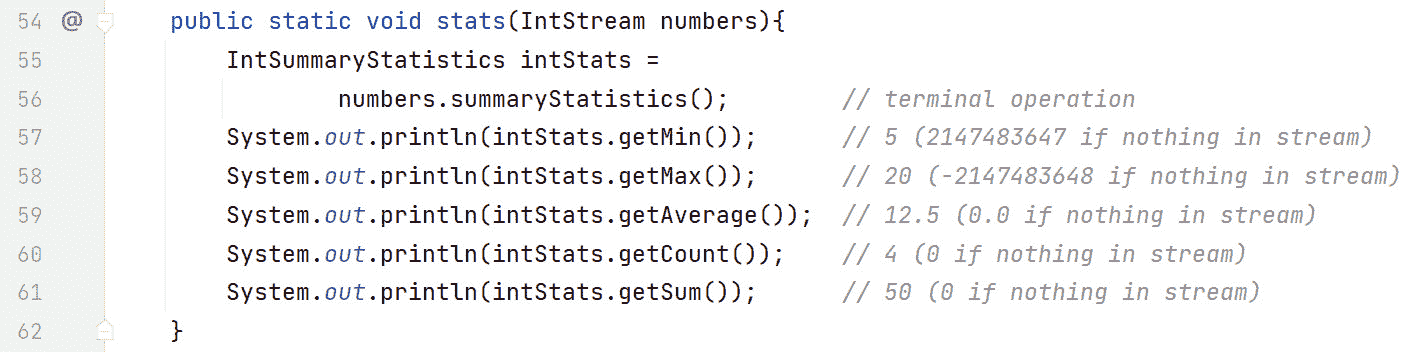 54 @ public static void stats(IntStream numbers){
55 IntSummaryStatistics intStats =
56 numbers.summaryStatistics(); // terminal operation
57 System.out.println(intStats.getMin()); // 5 (2147483647 if nothing in stream)
58 System.out.println(intStats.getMax()); // 20 (-2147483648 if nothing in stream)
59 System.out.println(intStats.getAverage()); // 12.5 (0.0 if nothing in stream)
60 System.out.println(intStats.getCount()); // 4 (0 if nothing in stream)
61 System.out.println(intStats.getSum()); // 50 (0 if nothing in stream)
62 }